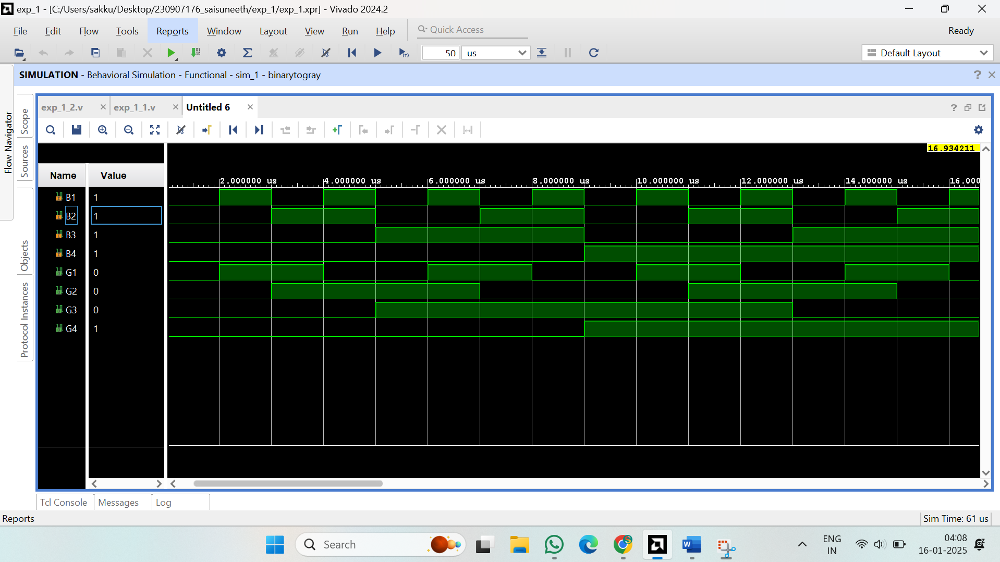 exp_1 - [C:/Users/sakku/Desktop/230907176_saisuneeth/exp_1/exp_1.xpr] - Vivado 2024.2
File Edit Flow Tools Reports Window Layout View Run Help Quick Access Ready
50 us Default Layout
SIMULATION - Behavioral Simulation - Functional - sim_1 - binarytogray
Flow Navigator
Scope
Sources
Objects
Protocol Instances
exp_1_2.v exp_1_1.v Untitled 6
16.934211
Name Value
2.000000 us 4.000000 us 6.000000 us 8.000000 us 10.000000 us 12.000000 us 14.000000 us 16.000
B1 1
B2 1
B3 1
B4 1
G1 0
G2 0
G3 0
G4 1
Tcl Console Messages Log
Reports Sim Time: 61 us
Search
ENG
IN
04:08
16-01-2025